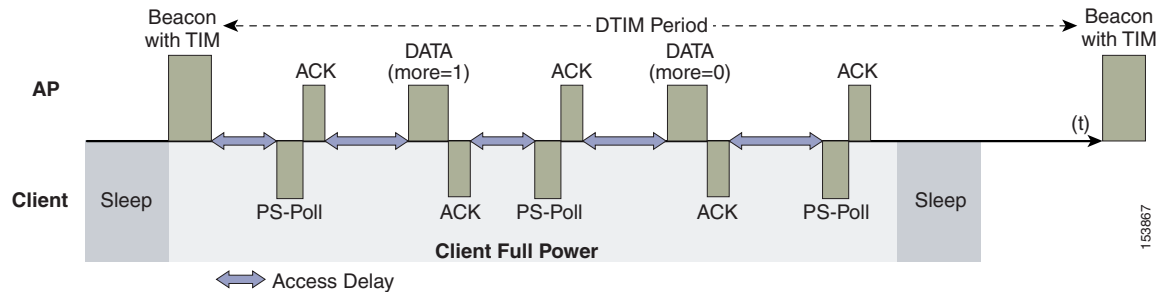 Beacon
with TIM
DTIM Period
Beacon
with TIM
DATA
(more=1)
DATA
(more=0)
ACK
ACK
ACK
AP
(t)
Client
Sleep
PS-Poll
ACK
PS-Poll
ACK
PS-Poll
Sleep
Client Full Power
Access Delay
153867